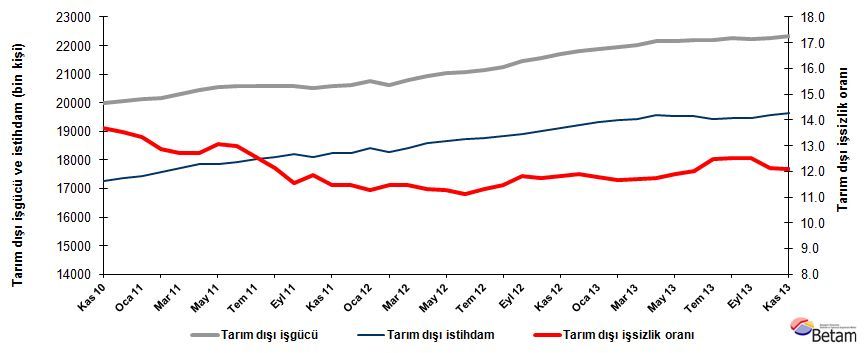 Tarım dışı işgücü ve istihdam (bin kişi)
23000
22000
21000
20000
19000
18000
17000
16000
15000
14000
18.0
17.0
16.0
15.0
14.0
13.0
12.0
11.0
10.0
9.0
8.0
Tarım dışı işsizlik oranı
Kas 10
Oca 11
Mar 11
May 11
Tem 11
Eyl 11
Kas 11
Oca 12
Mar 12
May 12
Tem 12
Eyl 12
Kas 12
Oca 13
Mar 13
May 13
Tem 13
Eyl 13
Kas 13
Tarım dışı işgücü
Tarım dışı istihdam
Tarım dışı işsizlik oranı
Betam